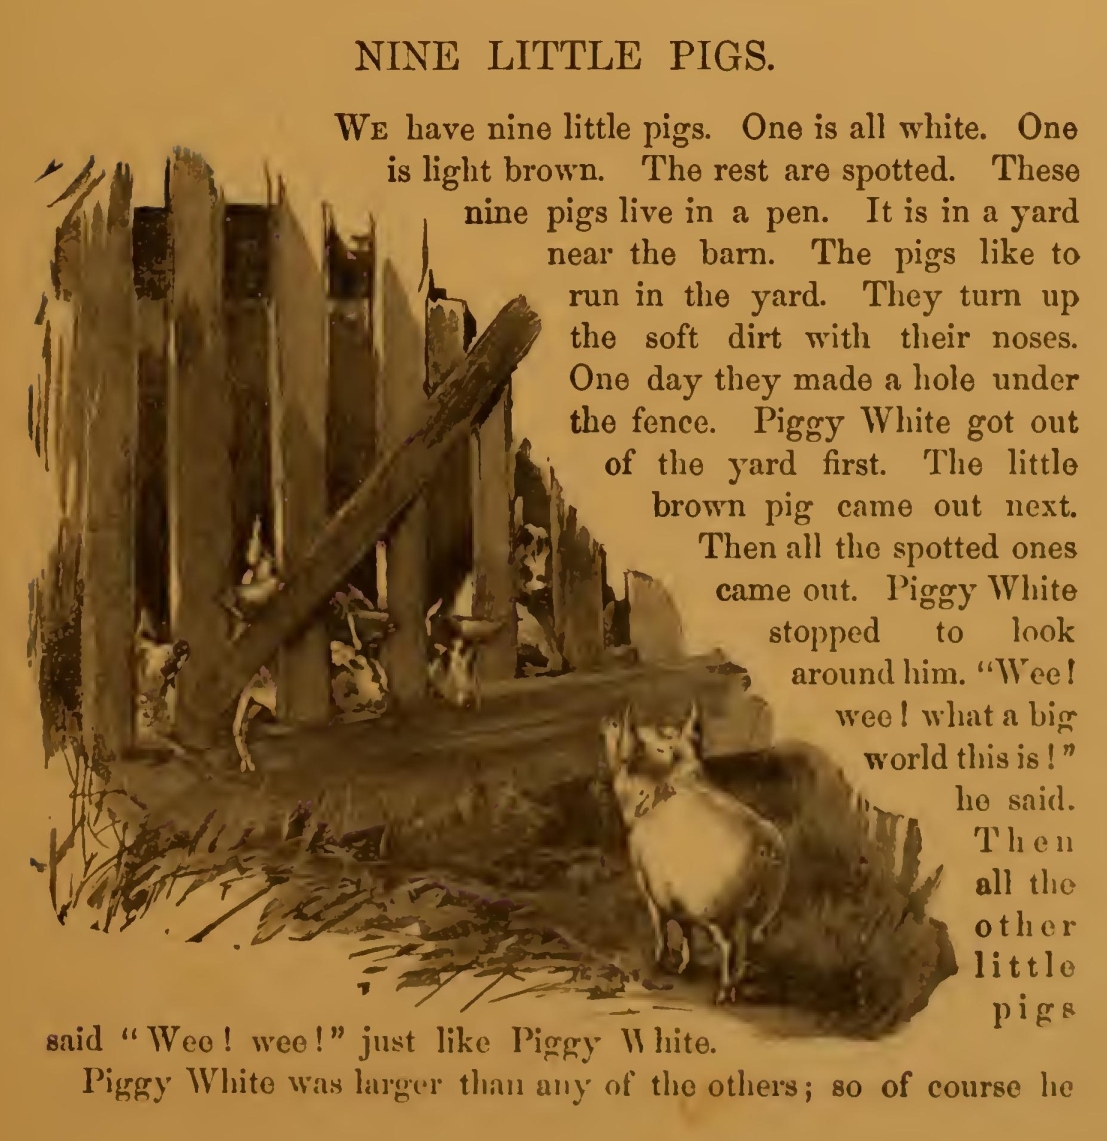 NINE LITTLE PIGS.
WE have nine little pigs. One is all white. One
is light brown. The rest are spotted. These
nine pigs live in a pen. It is in a yard
near the barn. The pigs like to
run in the yard. They turn up
the soft dirt with their noses.
One day they made a hole under
the fence. Piggy White got out
of the yard first. The little
brown pig came out next.
Then all the spotted ones
came out. Piggy White
stopped to look
around him. “Wee!
wee! what a big
world this is!”
he said.
Then
all the
other
little
pigs
said “Wee! wee!” just like Piggy White.
Piggy White was larger than any of the others; so of course he